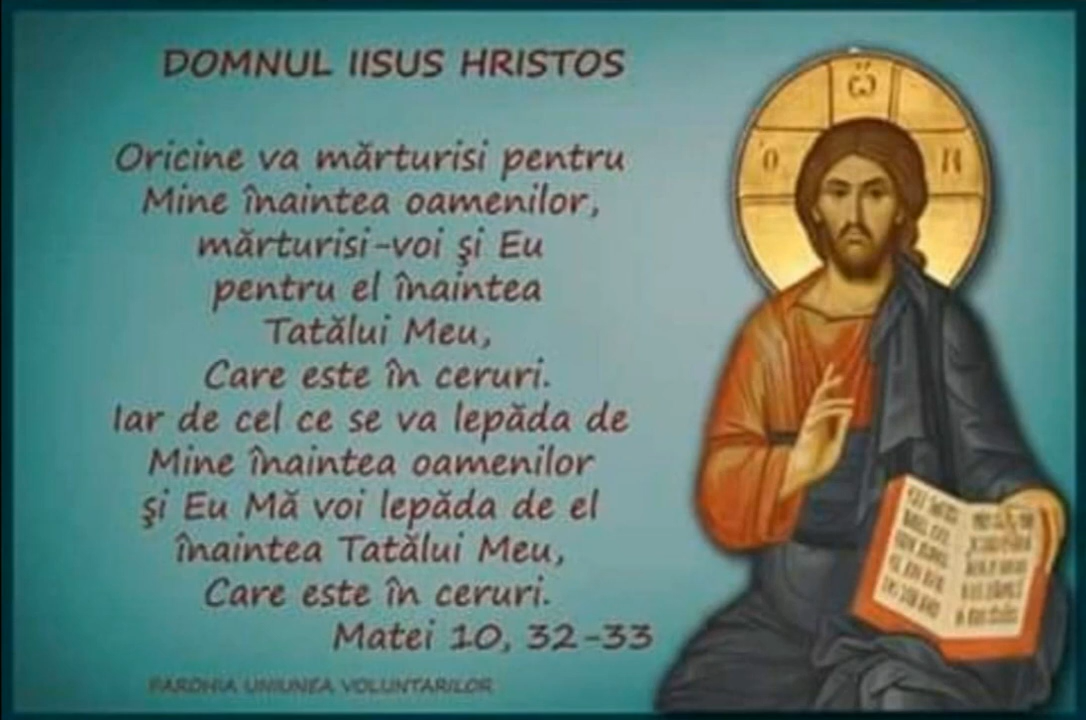 DOMNUL IISUS HRISTOS
Oricine va mărturisi pentru
Mine înaintea oamenilor,
mărturisi-voi şi Eu
pentru el înaintea
Tatălui Meu,
Care este în ceruri.
Iar de cel ce se va lepăda de
Mine înaintea oamenilor
şi Eu Mă voi lepăda de el
înaintea Tatălui Meu,
Care este în ceruri.
Matei 10, 32-33
PAROHIA UNIUNEA VOLUNTARILOR